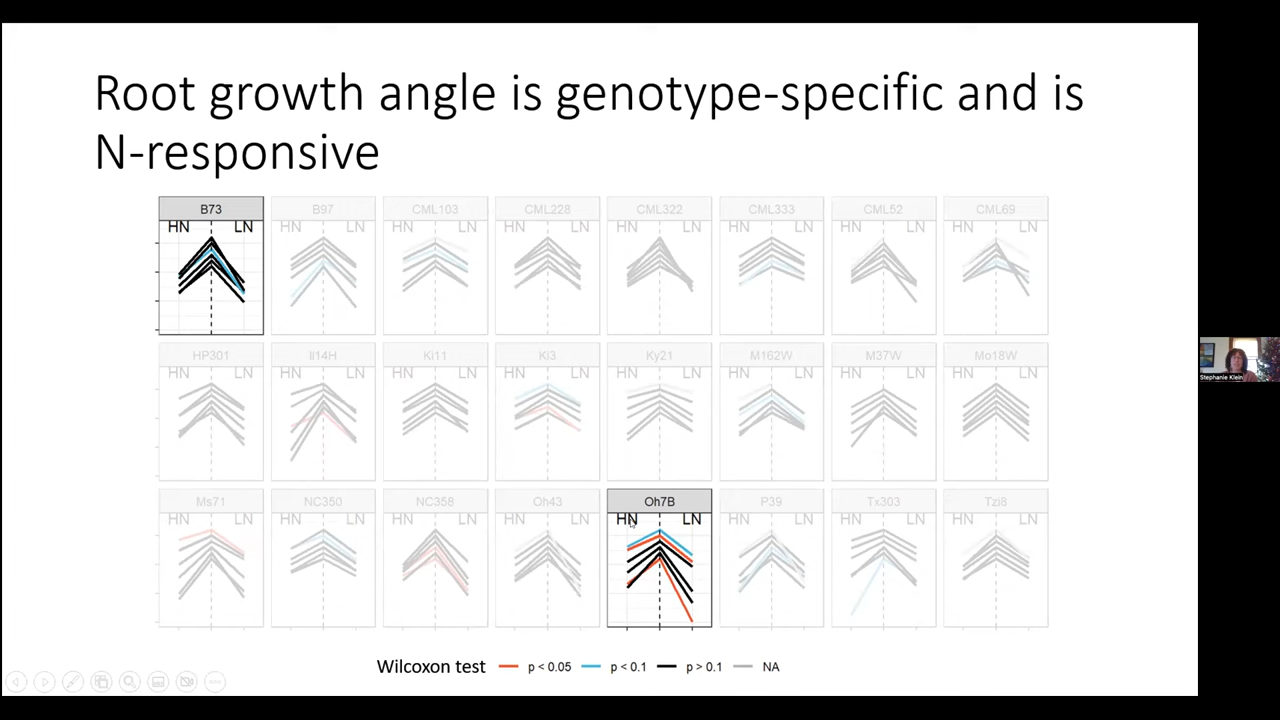 Root growth angle is genotype-specific and is
N-responsive
B73 B97 CML103 CML228 CML322 CML333 CML52 CML69
HN LN HN LN HN LN HN LN HN LN HN LN HN LN HN LN
HP301 Il14H Ki11 Ki3 Ky21 M162W M37W Mo18W
HN LN HN LN HN LN HN LN HN LN HN LN HN LN HN LN
Ms71 NC350 NC358 Oh43 Oh7B P39 Tx303 Tzi8
HN LN HN LN HN LN HN LN HN LN HN LN HN LN HN LN
Wilcoxon test p < 0.05 p < 0.1 p > 0.1 NA
Stephanie Klein